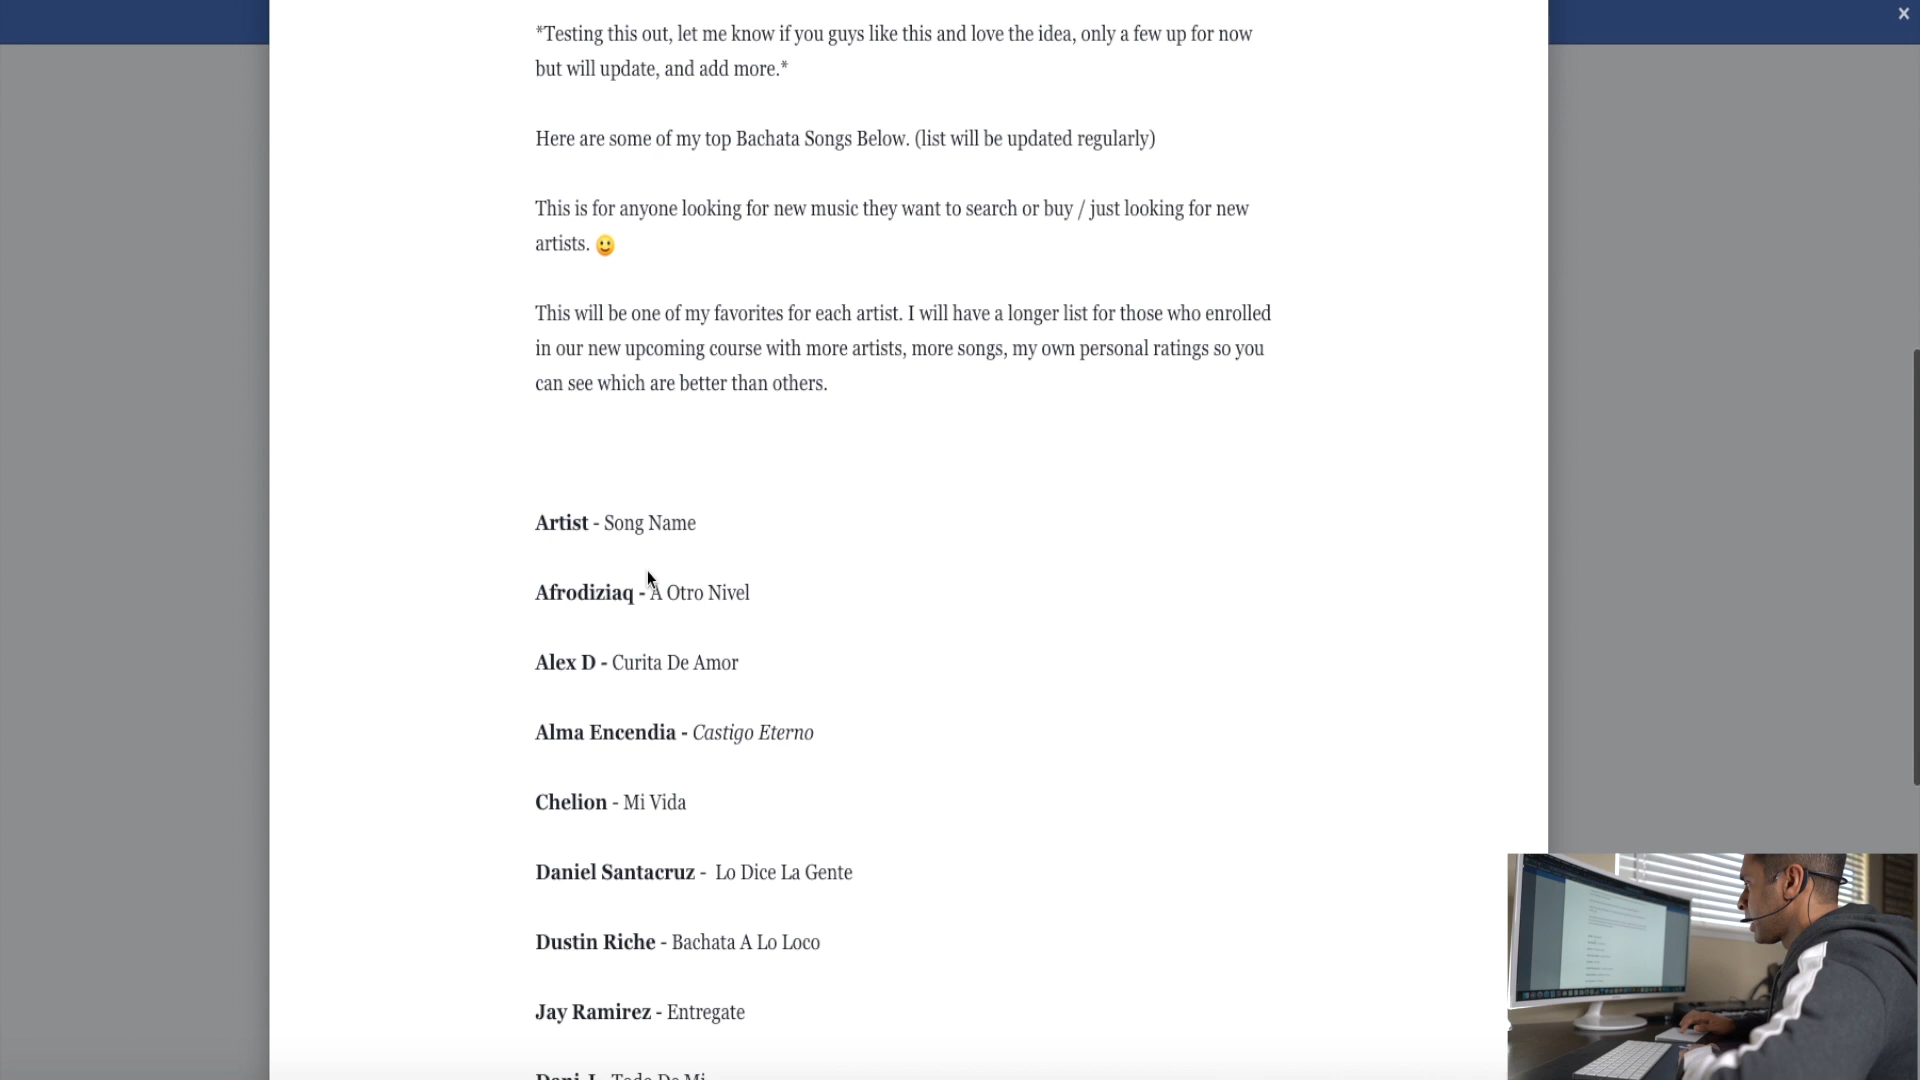 *Testing this out, let me know if you guys like this and love the idea, only a few up for now
but will update, and add more.*
Here are some of my top Bachata Songs Below. (list will be updated regularly)
This is for anyone looking for new music they want to search or buy / just looking for new
artists. 🙂
This will be one of my favorites for each artist. I will have a longer list for those who enrolled
in our new upcoming course with more artists, more songs, my own personal ratings so you
can see which are better than others.
Artist - Song Name
Afrodiziaq - A Otro Nivel
Alex D - Curita De Amor
Alma Encendia - Castigo Eterno
Chelion - Mi Vida
Daniel Santacruz - Lo Dice La Gente
Dustin Riche - Bachata A Lo Loco
Jay Ramirez - Entregate
Dani J - Todo De Mi